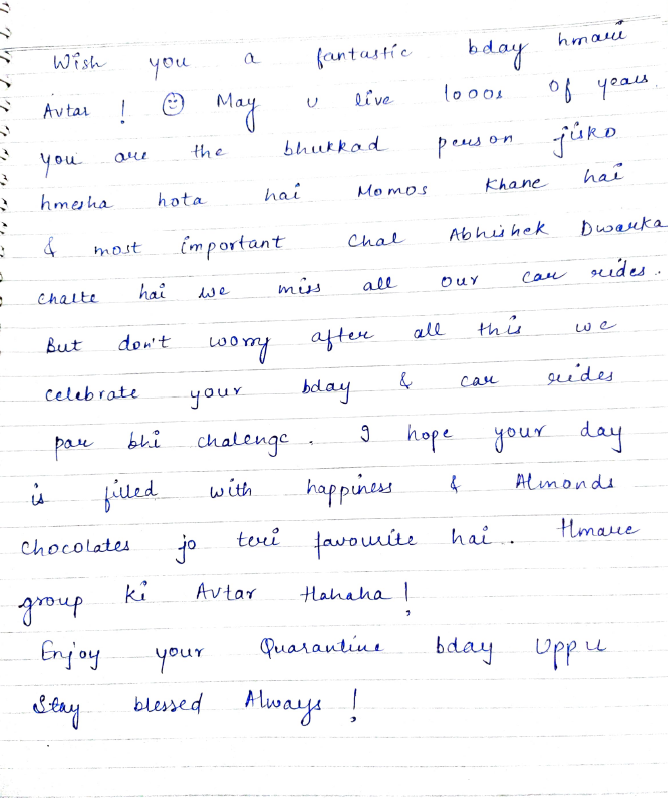 Wish you a fantastic bday hmari
Avtar ! ☺ May u live 1000s of years.
you are the bhukkad person jisko
hmesha hota hai Momos Khane hai
& most important Chal Abhishek Dwarka
Chalte hai we miss all our car rides.
But don't worry after all this we
celebrate your bday & car rides
par bhi chalenge. I hope your day
is filled with happiness & Almonds
Chocolates jo teri favourite hai.. Hmare
group ki Avtar Hahaha !
Enjoy your Quarantine bday Uppu
Stay blessed Always !